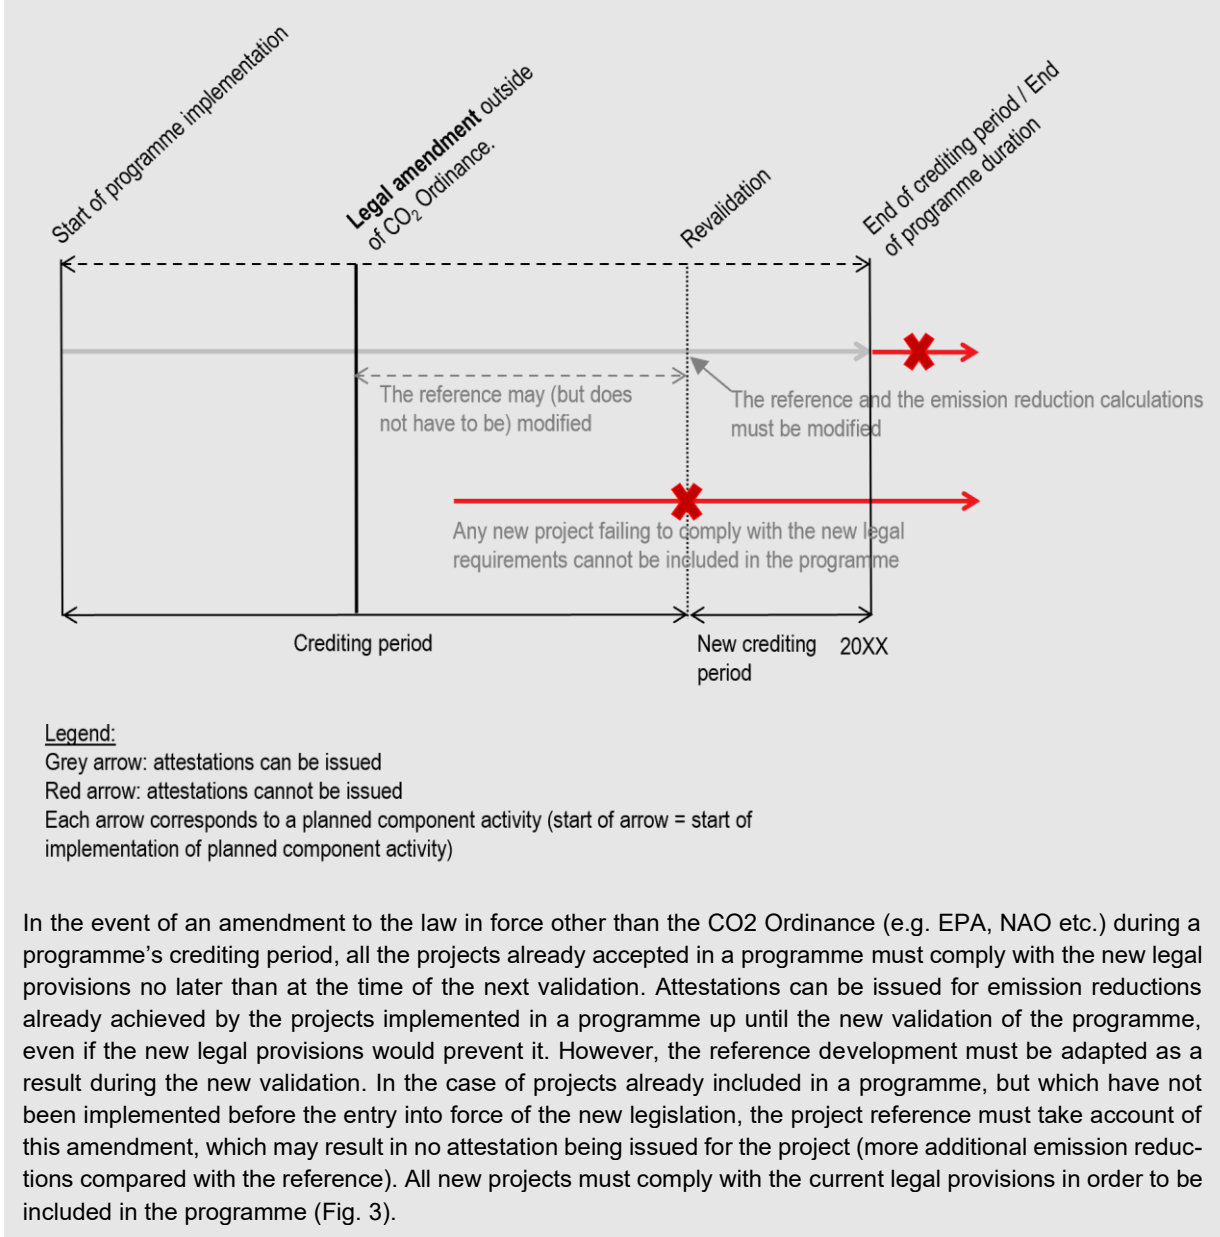 Start of programme implementation
Legal amendment outside
of CO2 Ordinance.
Revalidation
End of crediting period / End
of programme duration
The reference may (but does
not have to be) modified
The reference and the emission reduction calculations
must be modified
Any new project failing to comply with the new legal
requirements cannot be included in the programme
Crediting period
New crediting
period
20XX
Legend:
Grey arrow: attestations can be issued
Red arrow: attestations cannot be issued
Each arrow corresponds to a planned component activity (start of arrow = start of
implementation of planned component activity)
In the event of an amendment to the law in force other than the CO2 Ordinance (e.g. EPA, NAO etc.) during a
programme’s crediting period, all the projects already accepted in a programme must comply with the new legal
provisions no later than at the time of the next validation. Attestations can be issued for emission reductions
already achieved by the projects implemented in a programme up until the new validation of the programme,
even if the new legal provisions would prevent it. However, the reference development must be adapted as a
result during the new validation. In the case of projects already included in a programme, but which have not
been implemented before the entry into force of the new legislation, the project reference must take account of
this amendment, which may result in no attestation being issued for the project (more additional emission reduc-
tions compared with the reference). All new projects must comply with the current legal provisions in order to be
included in the programme (Fig. 3).